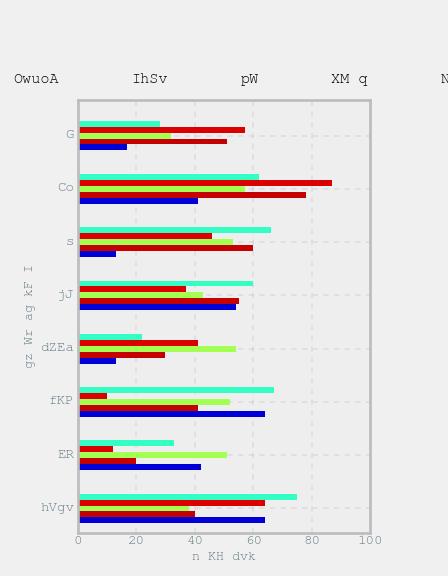 OwuoA IhSv pW XM q N
G
Co
s
jJ
dZEa
fKP
ER
hVgv
gz Wr ag kF I
0 20 40 60 80 100
n KH dvk